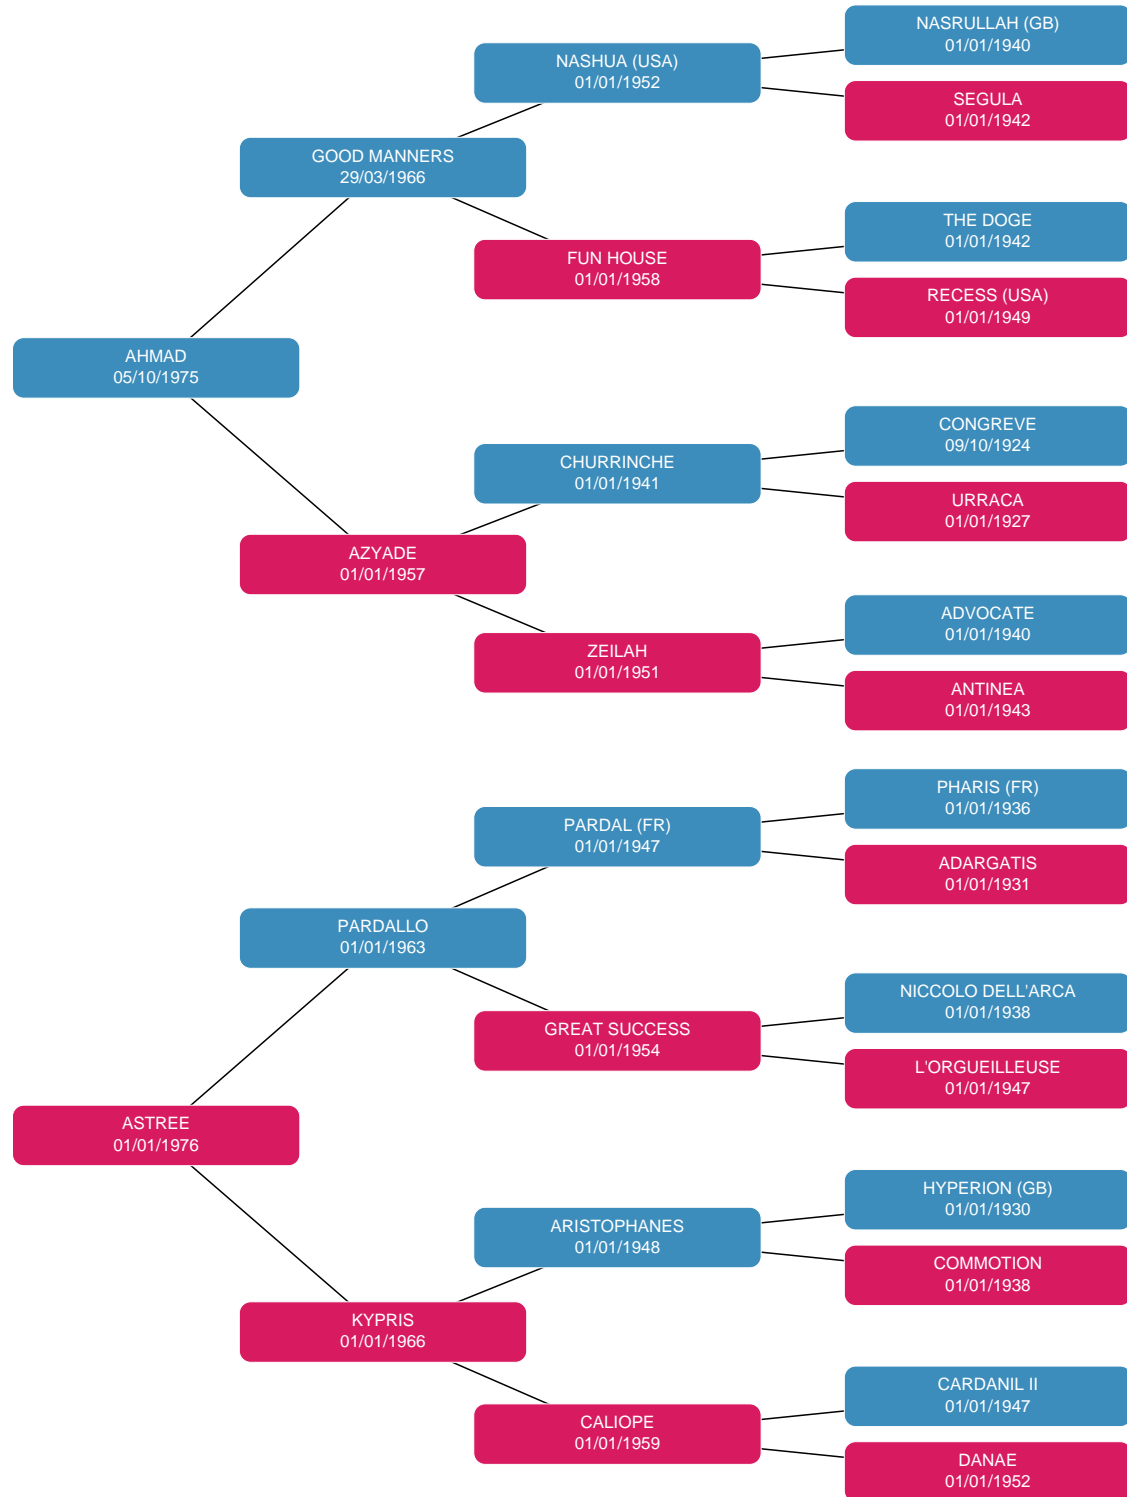 NASRULLAH (GB)
01/01/1940
NASHUA (USA)
01/01/1952
SEGULA
01/01/1942
GOOD MANNERS
29/03/1966
THE DOGE
01/01/1942
FUN HOUSE
01/01/1958
RECESS (USA)
01/01/1949
AHMAD
05/10/1975
CONGREVE
09/10/1924
CHURRINCHE
01/01/1941
URRACA
01/01/1927
AZYADE
01/01/1957
ADVOCATE
01/01/1940
ZEILAH
01/01/1951
ANTINEA
01/01/1943
PHARIS (FR)
01/01/1936
PARDAL (FR)
01/01/1947
ADARGATIS
01/01/1931
PARDALLO
01/01/1963
NICCOLO DELL'ARCA
01/01/1938
GREAT SUCCESS
01/01/1954
L'ORGUEILLEUSE
01/01/1947
ASTREE
01/01/1976
HYPERION (GB)
01/01/1930
ARISTOPHANES
01/01/1948
COMMOTION
01/01/1938
KYPRIS
01/01/1966
CARDANIL II
01/01/1947
CALIOPE
01/01/1959
DANAE
01/01/1952